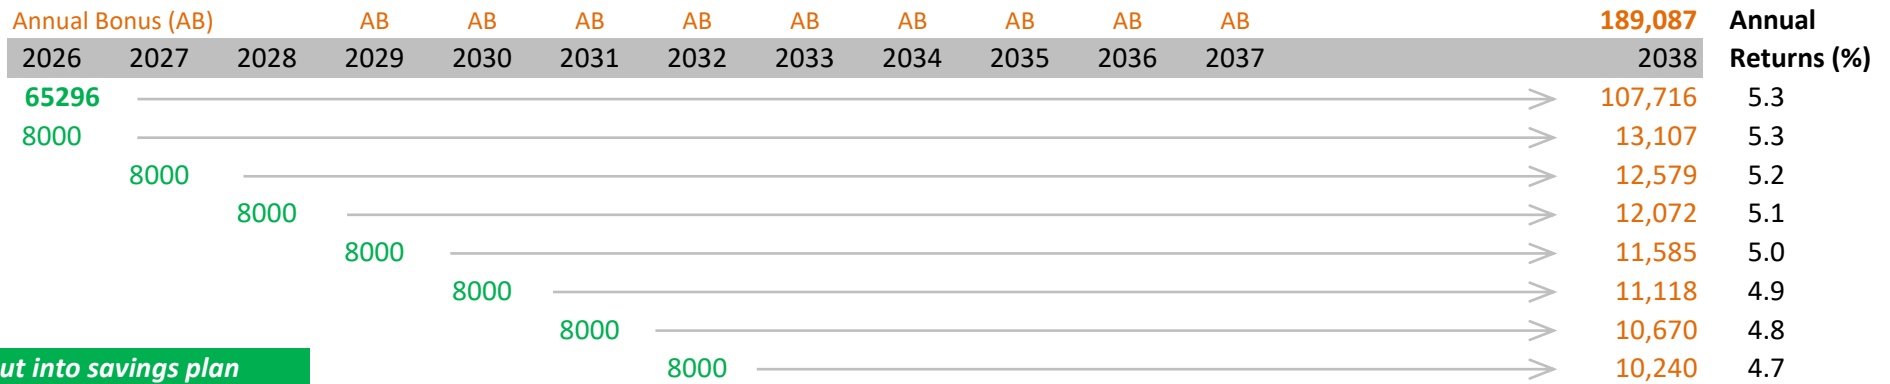 Annual Bonus (AB) AB AB AB AB AB AB AB AB AB 189,087 Annual
2026 2027 2028 2029 2030 2031 2032 2033 2034 2035 2036 2037 2038 Returns (%)
65296 107,716 5.3
8000 13,107 5.3
8000 12,579 5.2
8000 12,072 5.1
8000 11,585 5.0
8000 11,118 4.9
8000 10,670 4.8
ut into savings plan 8000 10,240 4.7